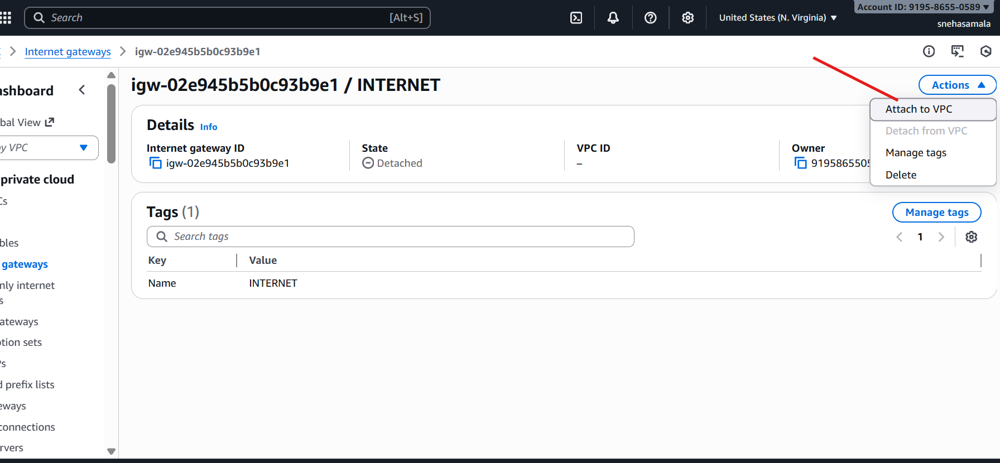 Search [Alt+S]
United States (N. Virginia)
Account ID: 9195-8655-0589
snehasamala
Internet gateways
igw-02e945b5b0c93b9e1
ashboard
bal View
y VPC
private cloud
Cs
bles
gateways
nly internet
s
ateways
tion sets
Ps
d prefix lists
eways
connections
rvers
igw-02e945b5b0c93b9e1 / INTERNET
Actions
Attach to VPC
Detach from VPC
Manage tags
Delete
Details Info
Internet gateway ID
igw-02e945b5b0c93b9e1
State
Detached
VPC ID
–
Owner
919586550
Tags (1)
Manage tags
Search tags
1
Key Value
Name INTERNET